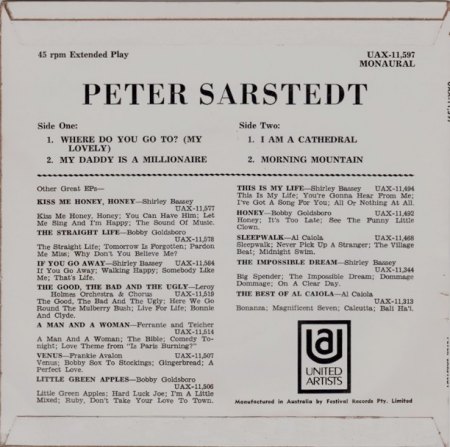 45 rpm Extended Play
UAX-11,597
MONAURAL
PETER SARSTEDT
Side One:
1. WHERE DO YOU GO TO? (MY
LOVELY)
2. MY DADDY IS A MILLIONAIRE
Side Two:
1. I AM A CATHEDRAL
2. MORNING MOUNTAIN
Other Great EPs—
KISS ME HONEY, HONEY—Shirley Bassey
UAX-11,577
Kiss Me Honey, Honey; You Can Have Him; Let
Me Sing And I'm Happy; The Sound Of Music.
THE STRAIGHT LIFE—Bobby Goldsboro
UAX-11,578
The Straight Life; Tomorrow Is Forgotten; Pardon
Me Miss; Why Don't You Believe Me?
IF YOU GO AWAY—Shirley Bassey UAX-11,564
If You Go Away; Walking Happy; Somebody Like
Me; That's Life.
THE GOOD, THE BAD AND THE UGLY—Leroy
Holmes Orchestra & Chorus UAX-11,519
The Good, The Bad And The Ugly; Here We Go
Round The Mulberry Bush; Live For Life; Bonnie
And Clyde.
A MAN AND A WOMAN—Ferrante and Teicher
UAX-11,514
A Man And A Woman; The Bible; Comedy To-
night; Love Theme from "Is Paris Burning?"
VENUS—Frankie Avalon UAX-11,507
Venus; Bobby Sox To Stockings; Gingerbread; A
Perfect Love.
LITTLE GREEN APPLES—Bobby Goldsboro
UAX-11,506
Little Green Apples; Hard Luck Joe; I'm A Little
Mixed; Ruby, Don't Take Your Love To Town.
THIS IS MY LIFE—Shirley Bassey UAX-11,494
This Is My Life; You're Gonna Hear From Me;
I've Got A Song For You; All Or Nothing At All.
HONEY—Bobby Goldsboro UAX-11,492
Honey; It's Too Late; See The Funny Little
Clown.
SLEEPWALK—Al Caiola UAX-11,468
Sleepwalk; Never Pick Up A Stranger; The Village
Beat; Midnight Swim.
THE IMPOSSIBLE DREAM—Shirley Bassey
UAX-11,344
Big Spender; The Impossible Dream; Dommage
Dommage; On A Clear Day.
THE BEST OF AL CAIOLA—Al Caiola
UAX-11,313
Bonanza; Magnificent Seven; Calcutta; Bali Ha'i.
UA
UNITED
ARTISTS
Manufactured in Australia by Festival Records Pty. Limited